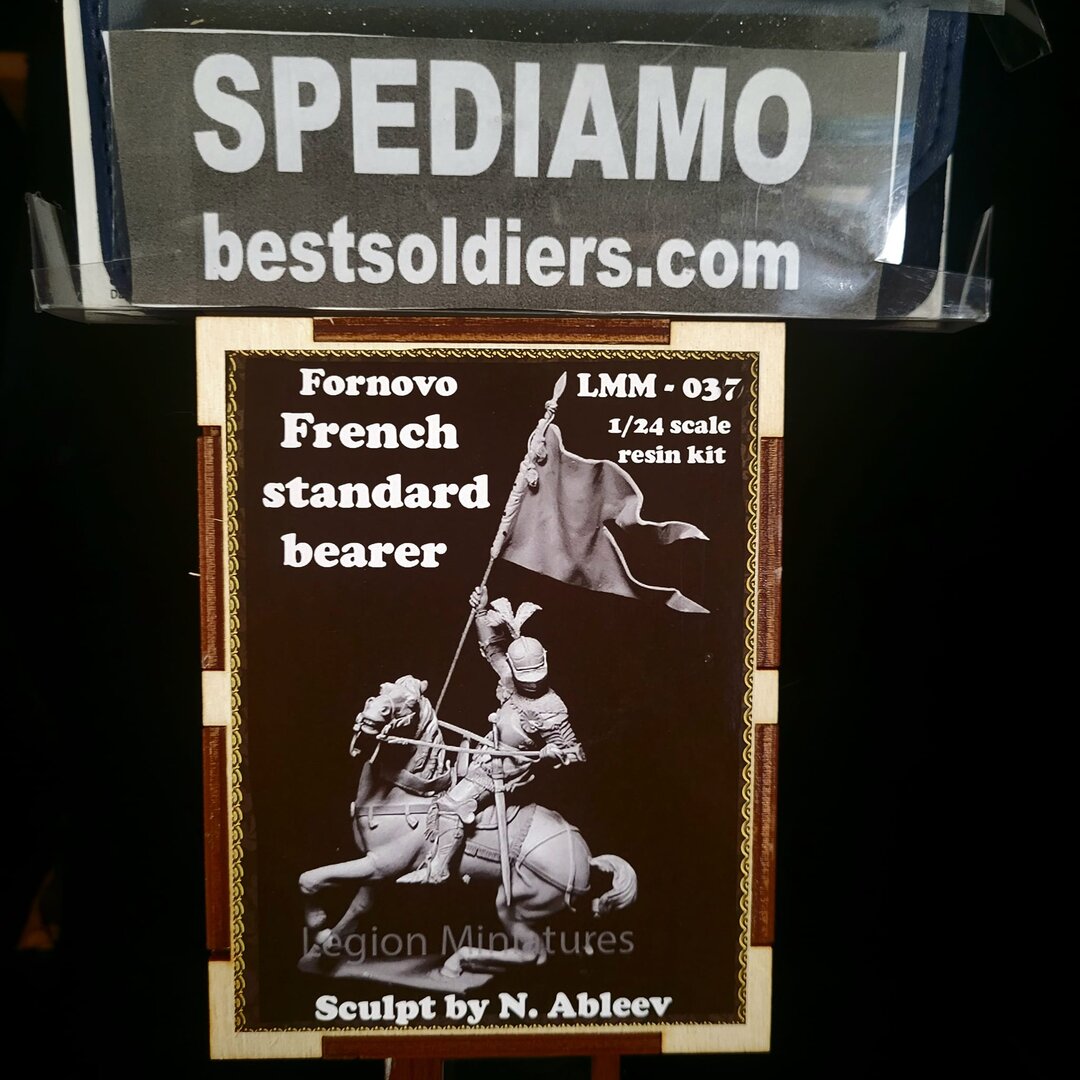 SPEDIAMO
bestsoldiers.com
Fornovo
French
standard
bearer
LMM - 037
1/24 scale
resin kit
Legion Miniatures
Sculpt by N. Ableev